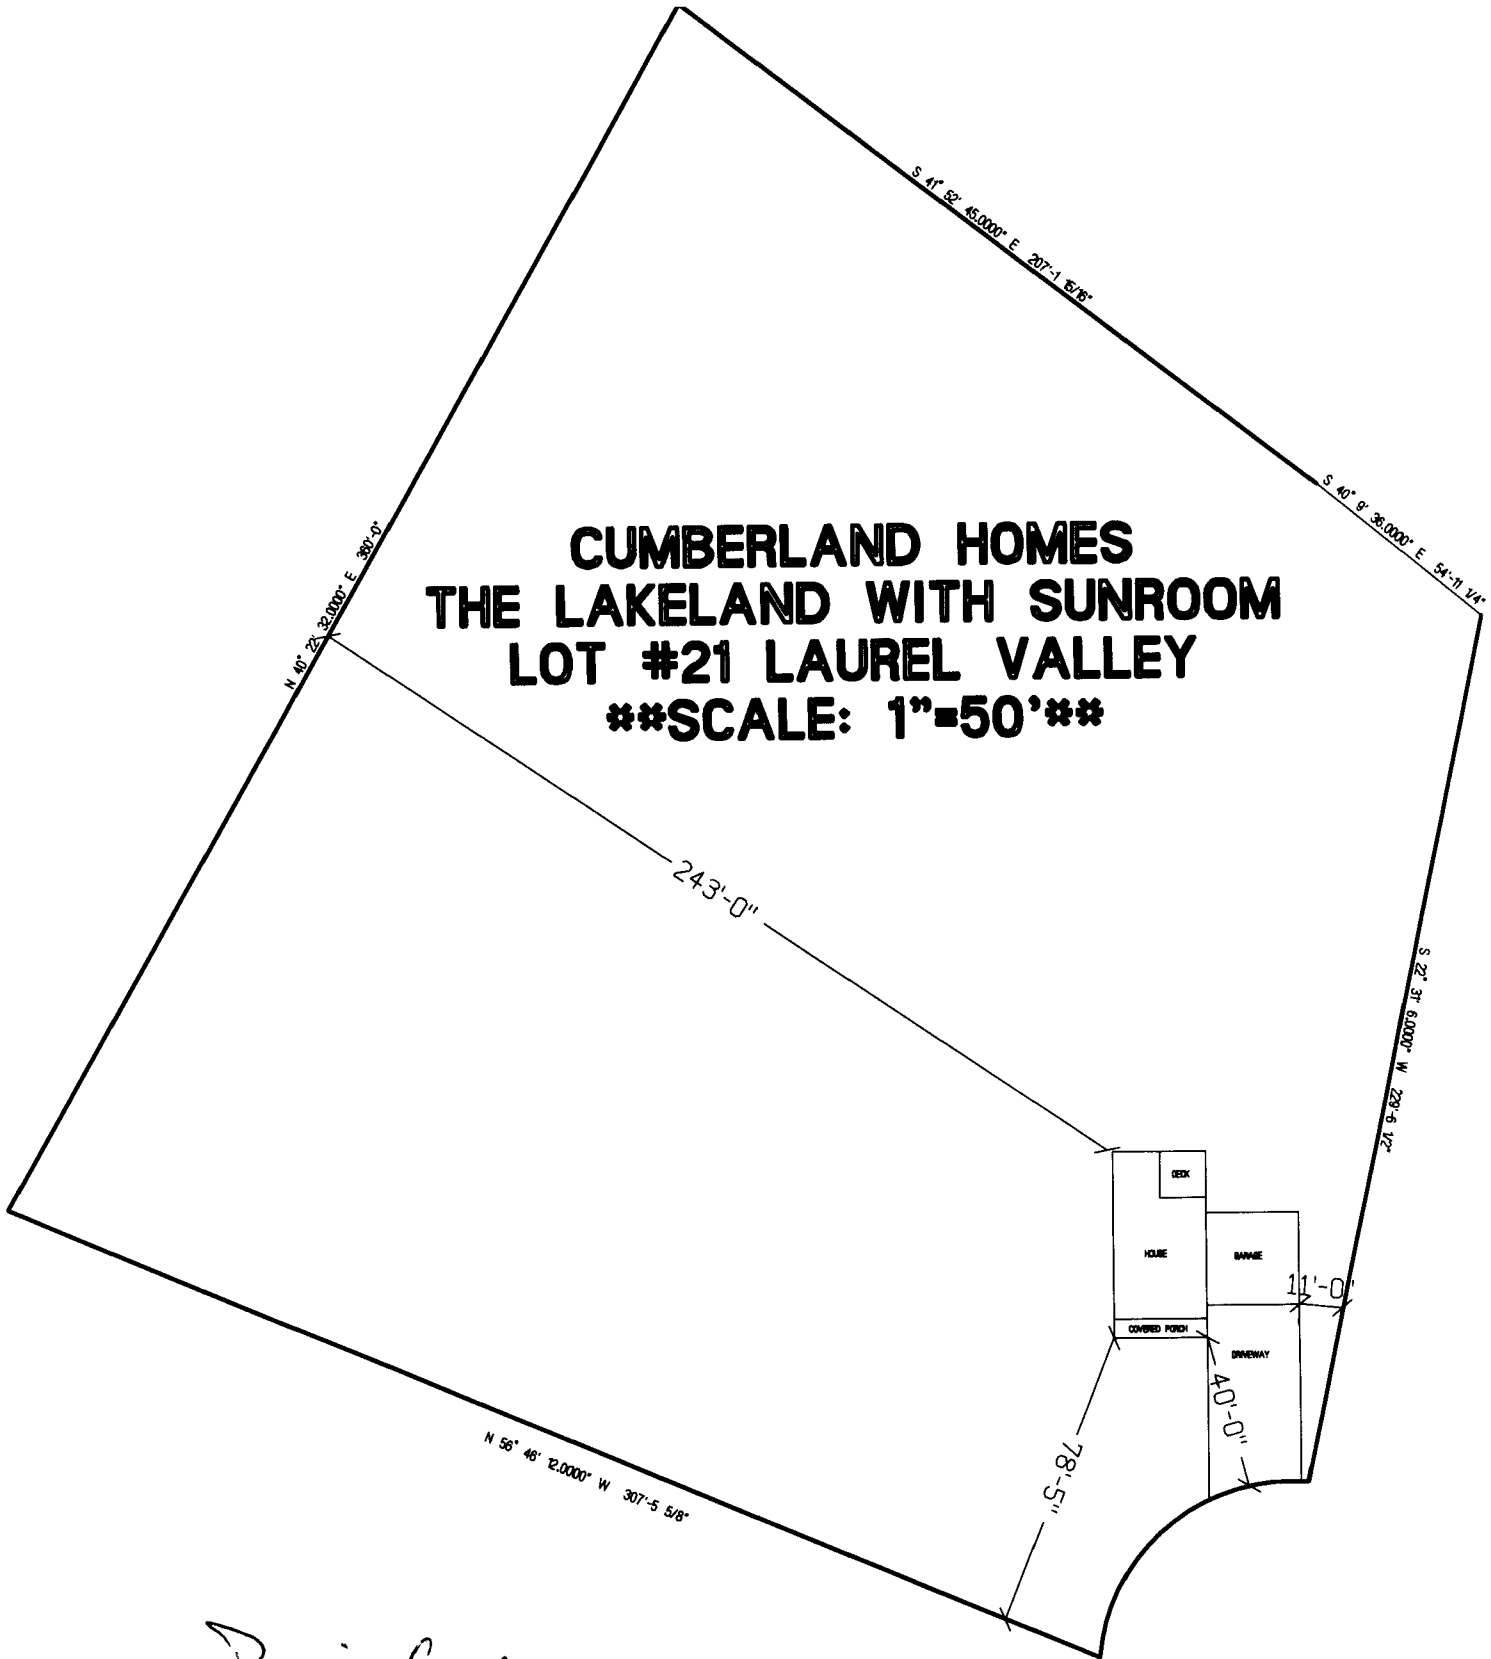 S 41° 52' 45.0000" E 207'-1 15/16"
S 40° 9' 36.0000" E 54'-11 1/4"
N 40° 22' 32.0000" E 360'-0"
CUMBERLAND HOMES
THE LAKELAND WITH SUNROOM
LOT #21 LAUREL VALLEY
**SCALE: 1"=50'**
243'-0"
S 22° 31' 6.0000" W 229'-6 1/2"
DECK
HOUSE
GARAGE
11'-0"
COVERED PORCH
DRIVEWAY
40'-0"
78'-5"
N 56° 46' 12.0000" W 307'-5 5/8"